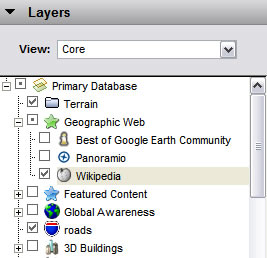 Layers
View: Core
Primary Database
Terrain
Geographic Web
Best of Google Earth Community
Panoramio
Wikipedia
Featured Content
Global Awareness
roads
3D Buildings